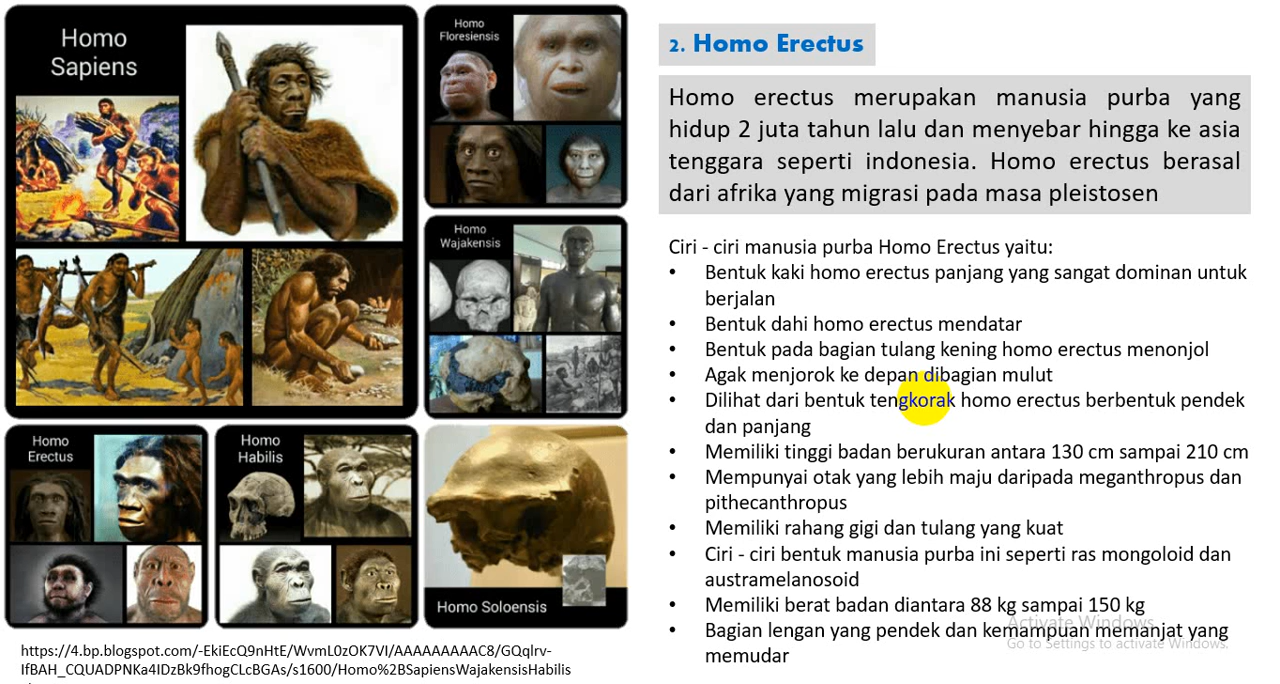 Homo
Sapiens
Homo
Floresiensis
Homo
Wajakensis
Homo
Erectus
Homo
Habilis
Homo Soloensis
https://4.bp.blogspot.com/-EkiEcQ9nHtE/WvmL0zOK7VI/AAAAAAAAAC8/GQqlrv-
IfBAH_CQUADPNKa4IDzBk9fhogCLcBGAs/s1600/Homo%2BSapiensWajakensisHabilis
2. Homo Erectus
Homo erectus merupakan manusia purba yang
hidup 2 juta tahun lalu dan menyebar hingga ke asia
tenggara seperti indonesia. Homo erectus berasal
dari afrika yang migrasi pada masa pleistosen
Ciri - ciri manusia purba Homo Erectus yaitu:
• Bentuk kaki homo erectus panjang yang sangat dominan untuk
berjalan
• Bentuk dahi homo erectus mendatar
• Bentuk pada bagian tulang kening homo erectus menonjol
• Agak menjorok ke depan dibagian mulut
• Dilihat dari bentuk tengkorak homo erectus berbentuk pendek
dan panjang
• Memiliki tinggi badan berukuran antara 130 cm sampai 210 cm
• Mempunyai otak yang lebih maju daripada meganthropus dan
pithecanthropus
• Memiliki rahang gigi dan tulang yang kuat
• Ciri - ciri bentuk manusia purba ini seperti ras mongoloid dan
austramelanosoid
• Memiliki berat badan diantara 88 kg sampai 150 kg
• Bagian lengan yang pendek dan kemampuan memanjat yang
memudar
Activate Windows
Go to Settings to activate Windows.